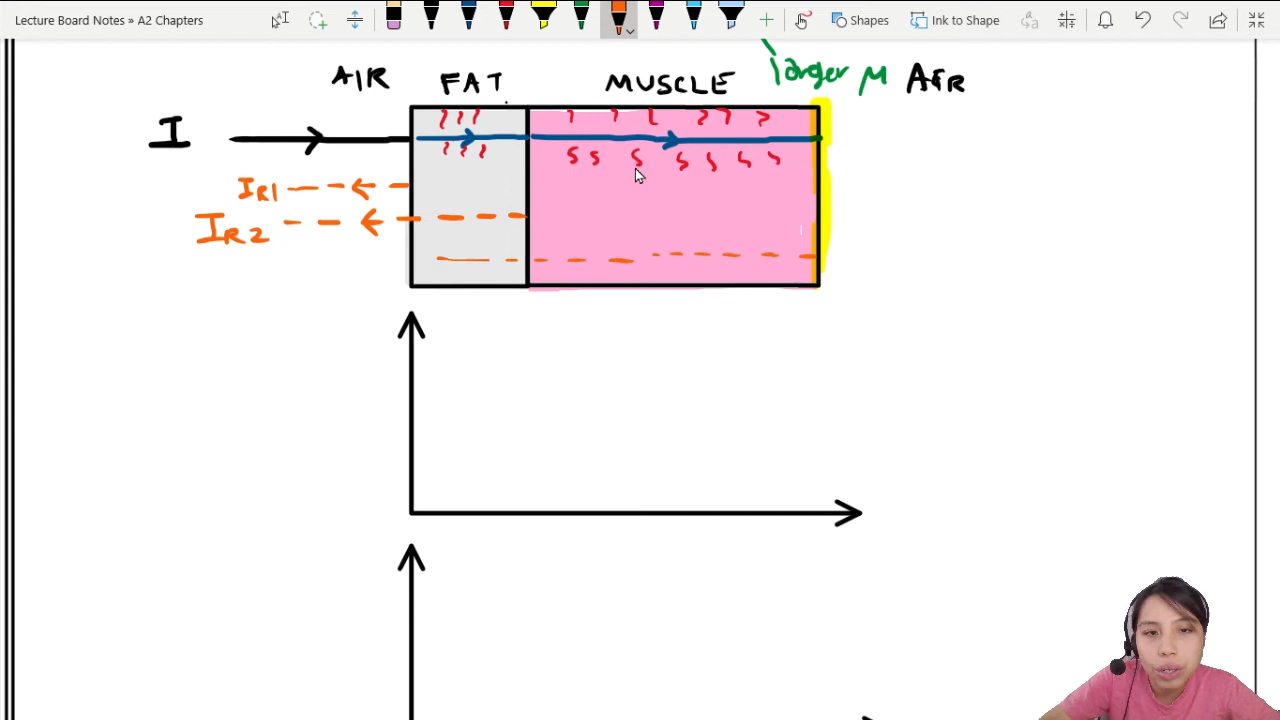 Lecture Board Notes » A2 Chapters
Shapes
Ink to Shape
larger μ
AIR FAT MUSCLE AIR
I
IR1
IR2